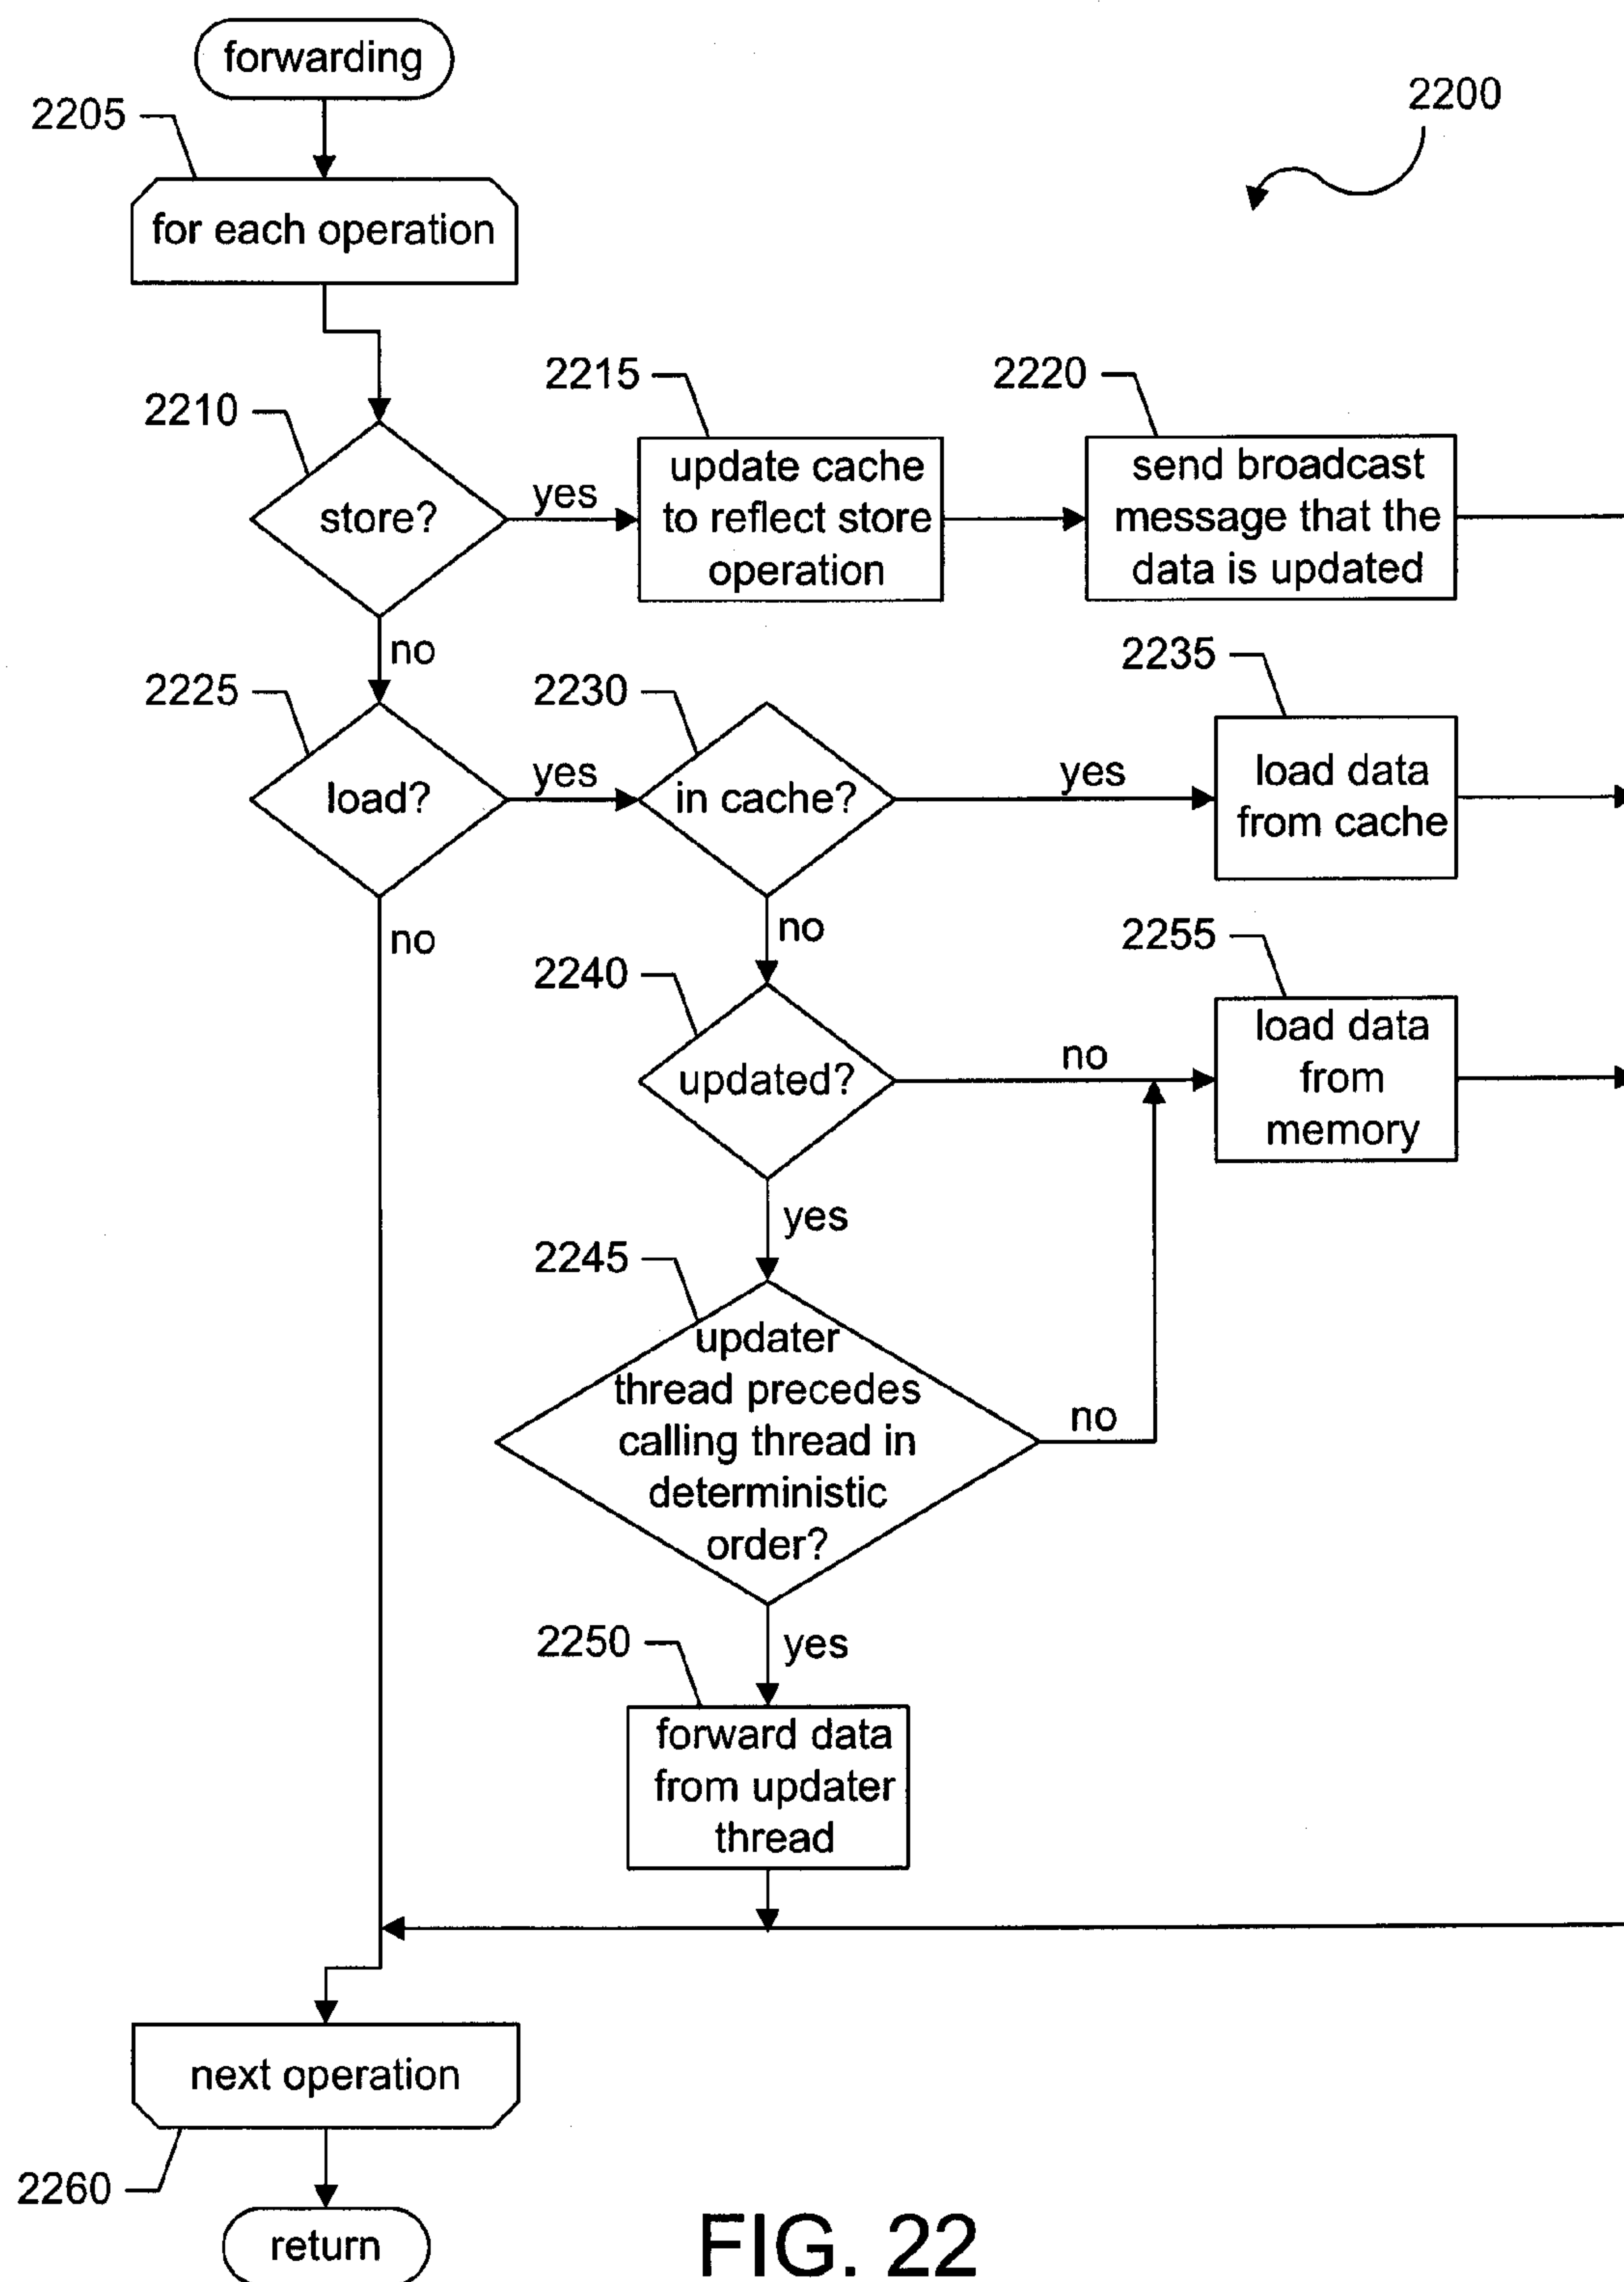 forwarding
2205
2200
for each operation
2215
2220
2210
store?
yes
update cache
to reflect store
operation
send broadcast
message that the
data is updated
no
2235
2225
2230
load?
yes
in cache?
yes
load data
from cache
no
no
2255
2240
updated?
no
load data
from
memory
yes
2245
updater
thread precedes
calling thread in
deterministic
order?
no
2250
yes
forward data
from updater
thread
next operation
2260
return
FIG. 22